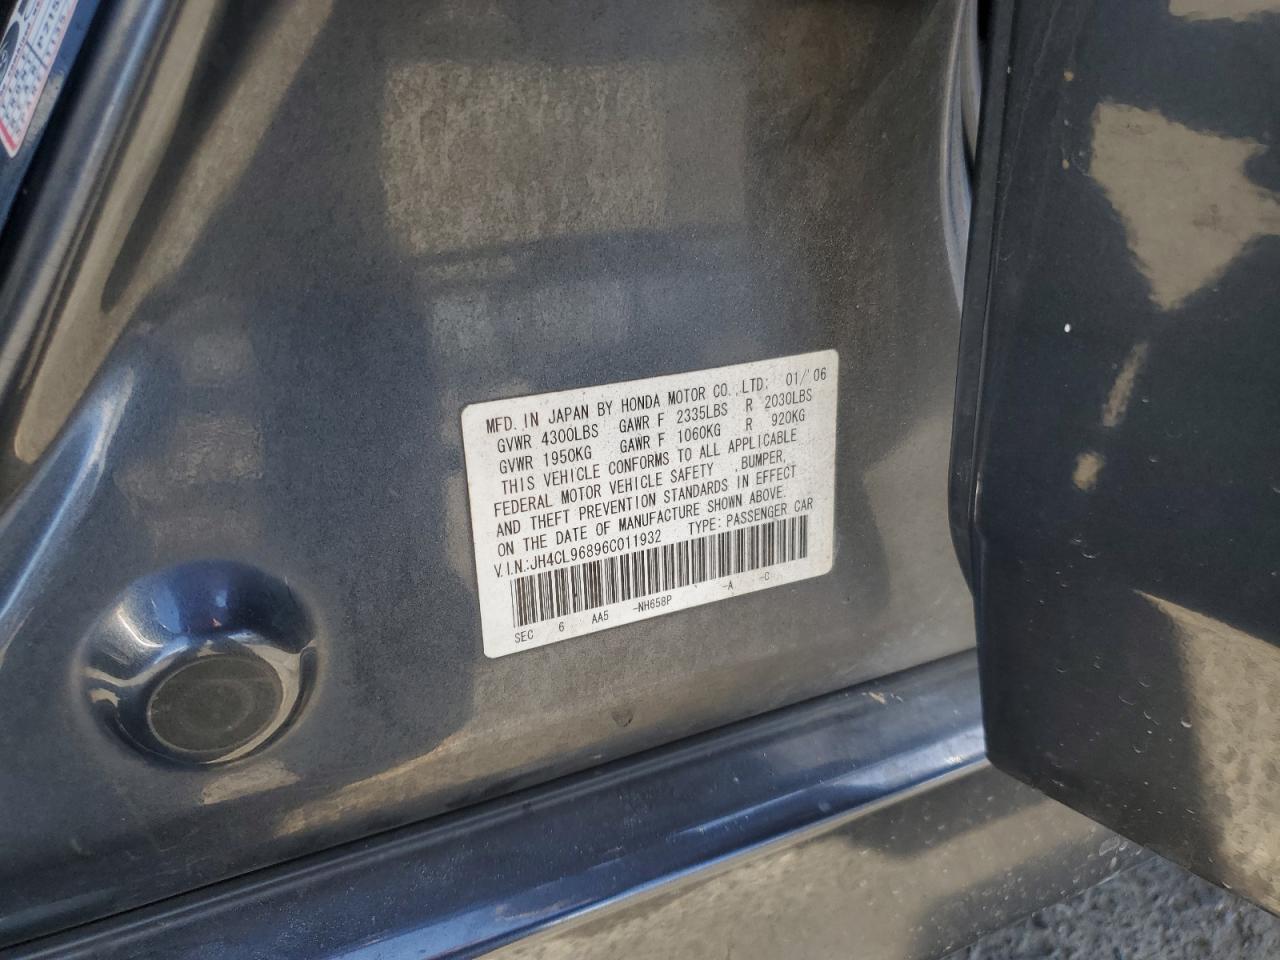 MFD. IN JAPAN BY HONDA MOTOR CO.,LTD: 01/'06
GVWR 4300LBS GAWR F 2335LBS R 2030LBS
GVWR 1950KG GAWR F 1060KG R 920KG
THIS VEHICLE CONFORMS TO ALL APPLICABLE
FEDERAL MOTOR VEHICLE SAFETY ,BUMPER,
AND THEFT PREVENTION STANDARDS IN EFFECT
ON THE DATE OF MANUFACTURE SHOWN ABOVE.
V.I.N.:JH4CL96896C011932 TYPE:PASSENGER CAR
SEC 6 AA5 -NH658P -A -C